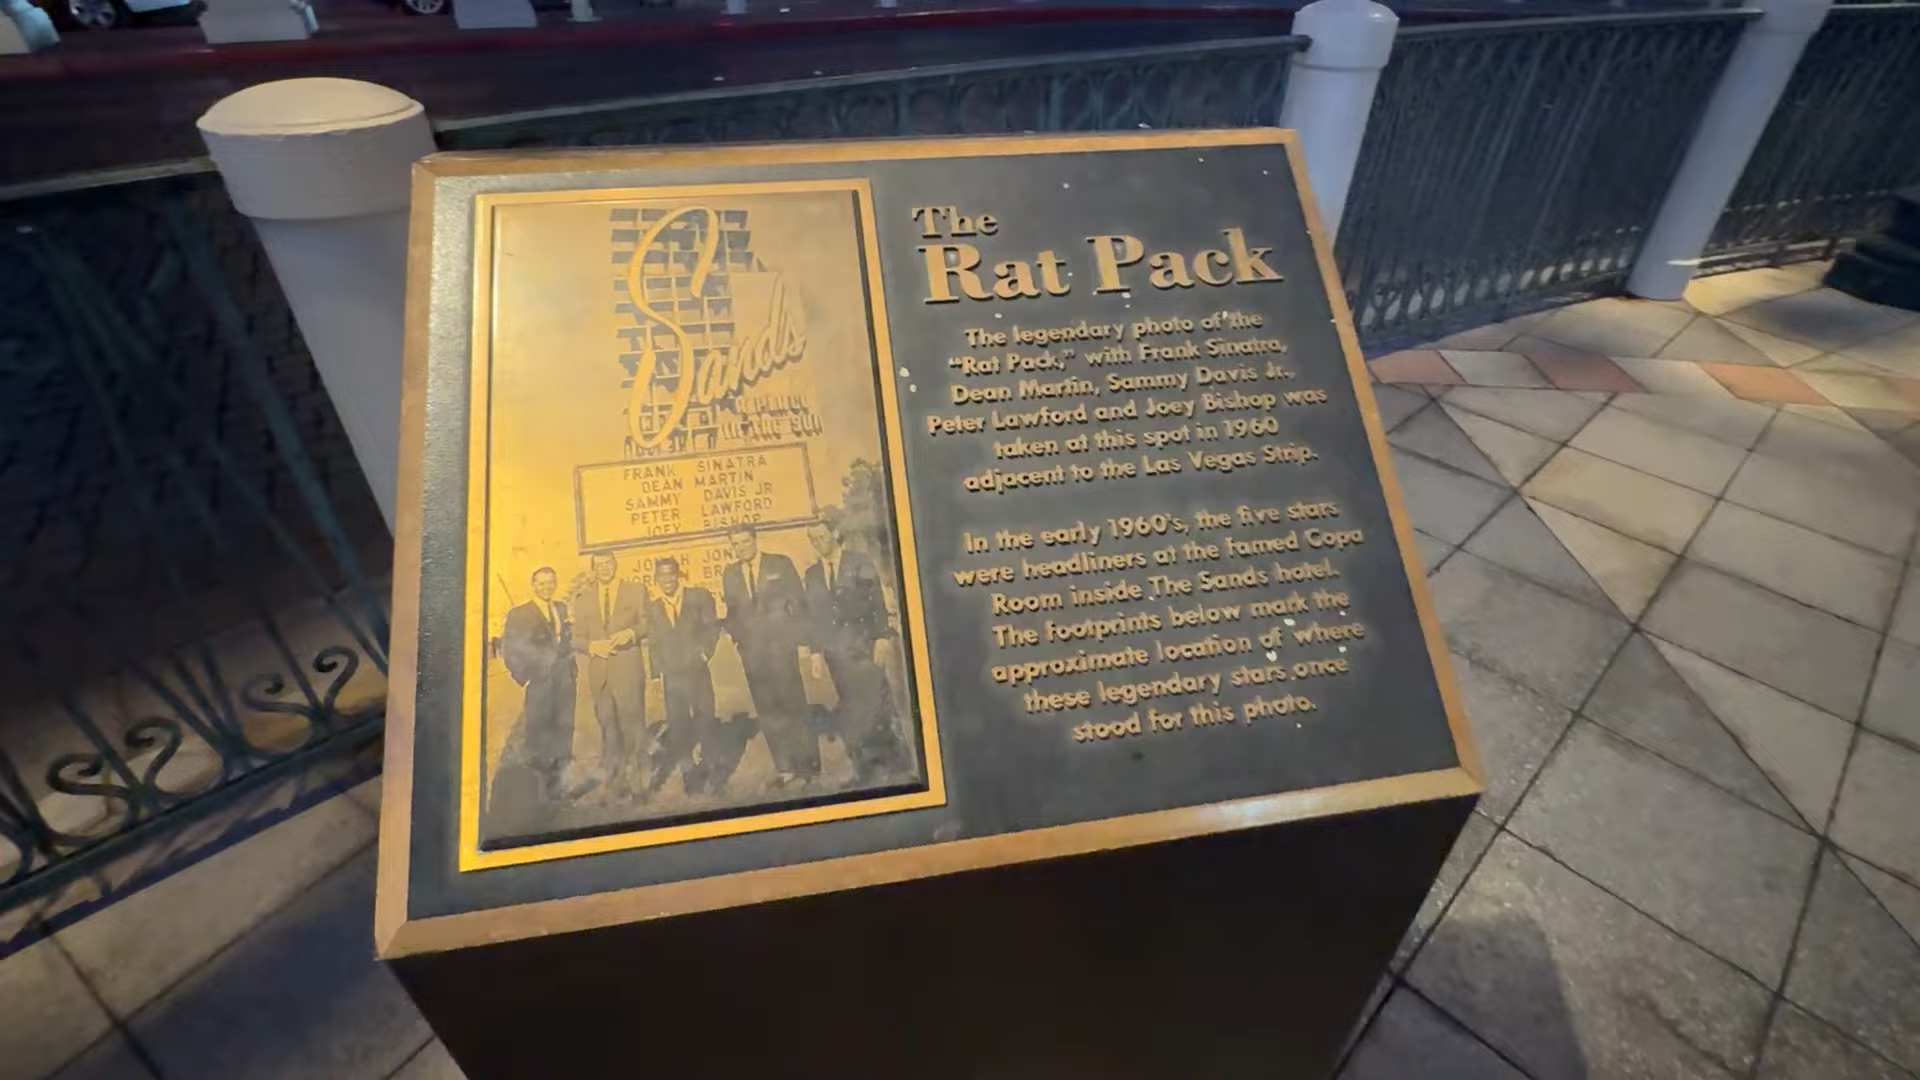 Sands
A PLACE
IN THE SUN
FRANK SINATRA
DEAN MARTIN
SAMMY DAVIS JR
PETER LAWFORD
JOEY BISHOP
The
Rat Pack
The legendary photo of the
“Rat Pack,” with Frank Sinatra,
Dean Martin, Sammy Davis Jr.,
Peter Lawford and Joey Bishop was
taken at this spot in 1960
adjacent to the Las Vegas Strip.
In the early 1960's, the five stars
were headliners at the famed Copa
Room inside The Sands hotel.
The footprints below mark the
approximate location of where
these legendary stars once
stood for this photo.